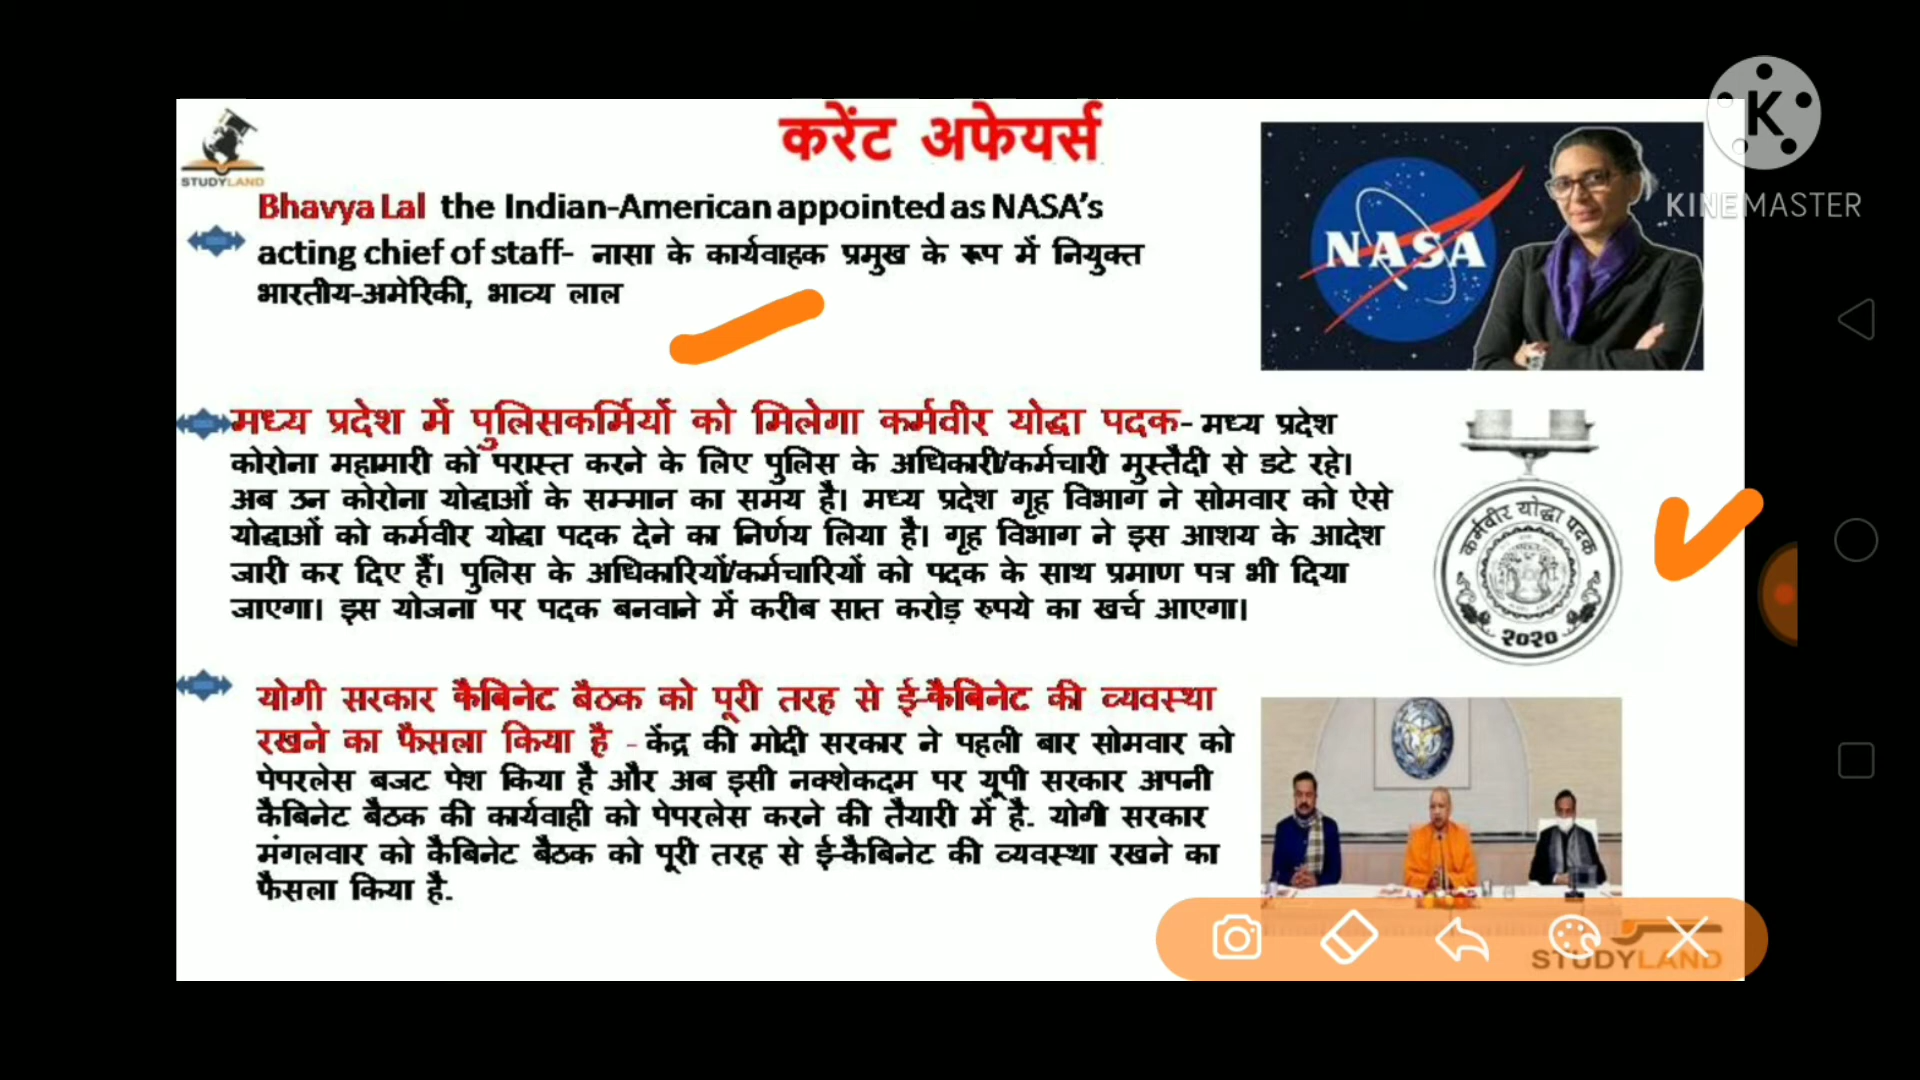 करेंट अफेयर्स
STUDYLAND
Bhavya Lal the Indian-American appointed as NASA's
acting chief of staff- नासा के कार्यवाहक प्रमुख के रूप में नियुक्त
भारतीय-अमेरिकी, भाव्य लाल
NASA
K
KINEMASTER
मध्य प्रदेश में पुलिसकर्मियों को मिलेगा कर्मवीर योद्धा पदक- मध्य प्रदेश
कोरोना महामारी को परास्त करने के लिए पुलिस के अधिकारी/कर्मचारी मुस्तैदी से डटे रहे।
अब उन कोरोना योद्धाओं के सम्मान का समय है। मध्य प्रदेश गृह विभाग ने सोमवार को ऐसे
योद्धाओं को कर्मवीर योद्धा पदक देने का निर्णय लिया है। गृह विभाग ने इस आशय के आदेश
जारी कर दिए हैं। पुलिस के अधिकारियों/कर्मचारियों को पदक के साथ प्रमाण पत्र भी दिया
जाएगा। इस योजना पर पदक बनवाने में करीब सात करोड़ रुपये का खर्च आएगा।
कर्मवीर योद्धा पदक
२०२०
योगी सरकार कैबिनेट बैठक को पूरी तरह से ई-कैबिनेट की व्यवस्था
रखने का फैसला किया है - केंद्र की मोदी सरकार ने पहली बार सोमवार को
पेपरलेस बजट पेश किया है और अब इसी नक्शेकदम पर यूपी सरकार अपनी
कैबिनेट बैठक की कार्यवाही को पेपरलेस करने की तैयारी में है. योगी सरकार
मंगलवार को कैबिनेट बैठक को पूरी तरह से ई-कैबिनेट की व्यवस्था रखने का
फैसला किया है.
STUDYLAND